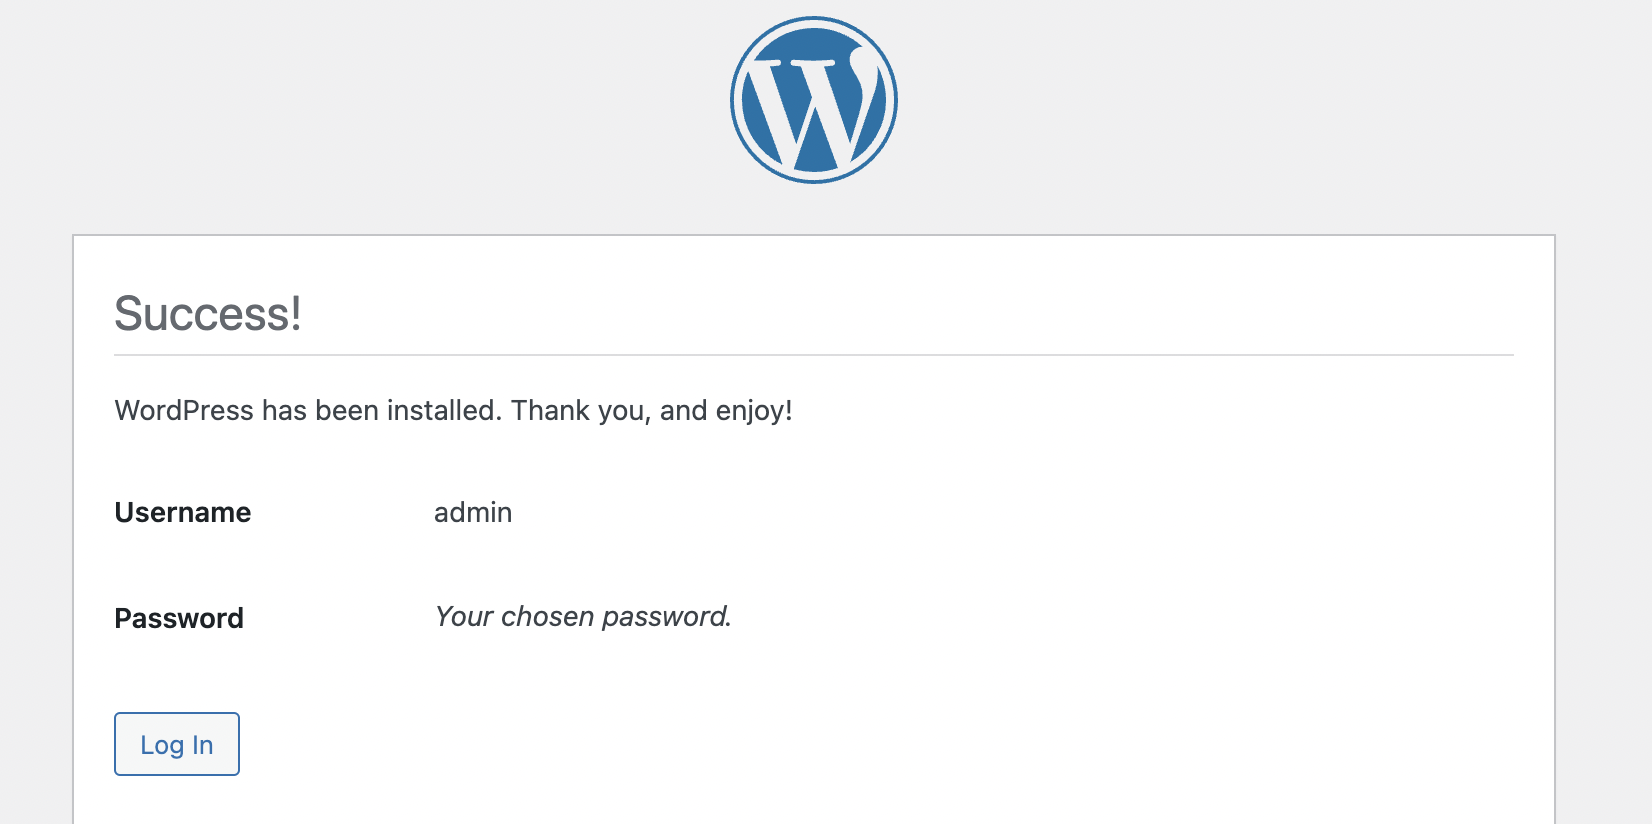 Success!
WordPress has been installed. Thank you, and enjoy!
Username admin
Password Your chosen password.
Log In